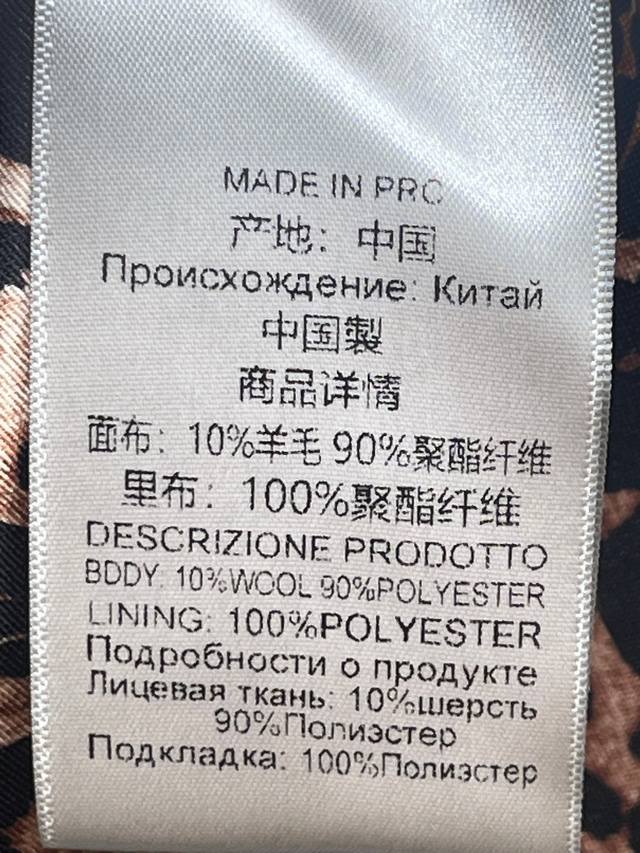 MADE IN PRC
产地：中国
Происхождение: Китай
中国製
商品详情
面布：10%羊毛 90%聚酯纤维
里布：100%聚酯纤维
DESCRIZIONE PRODOTTO
BDDY: 10%WOOL 90%POLYESTER
LINING: 100%POLYESTER
Подробности о продукте
Лицевая ткань: 10%шерсть
90%Полиэстер
Подкладка: 100%Полиэстер